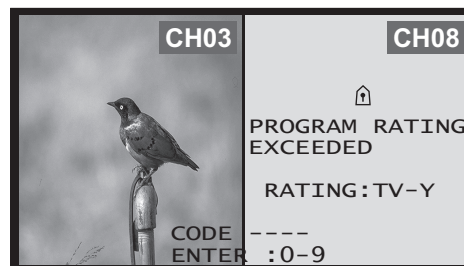 CH03
CH08
PROGRAM RATING
EXCEEDED
RATING:TV-Y
CODE ----
ENTER :0-9